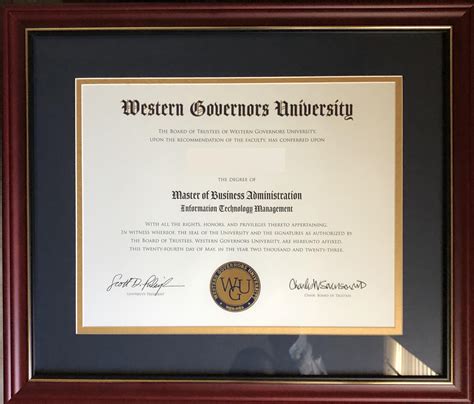 Western Governors University
The Board of Trustees of Western Governors University,
upon the recommendation of the faculty, has conferred upon
the degree of
Master of Business Administration
Information Technology Management
With all the rights, honors, and privileges thereto appertaining.
In witness whereof, the seal of the University and the signatures as authorized by
the Board of Trustees, Western Governors University, are hereunto affixed,
this twenty-fourth day of May, in the year two thousand and twenty-three.
WESTERN GOVERNORS UNIVERSITY
WGU
University President
Chair, Board of Trustees